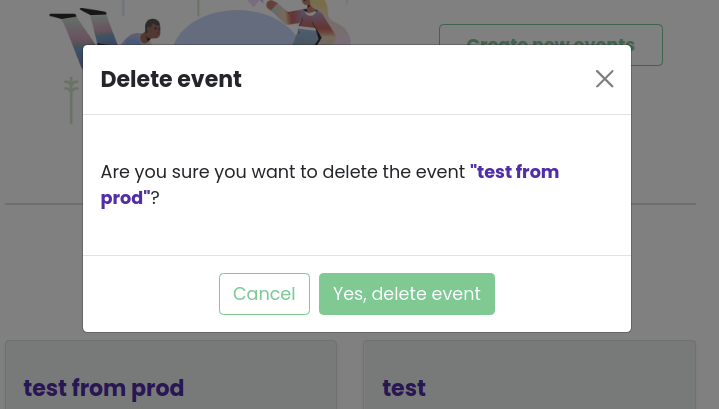 Create new events
Delete event
Are you sure you want to delete the event "test from
prod"?
Cancel
Yes, delete event
test from prod
test